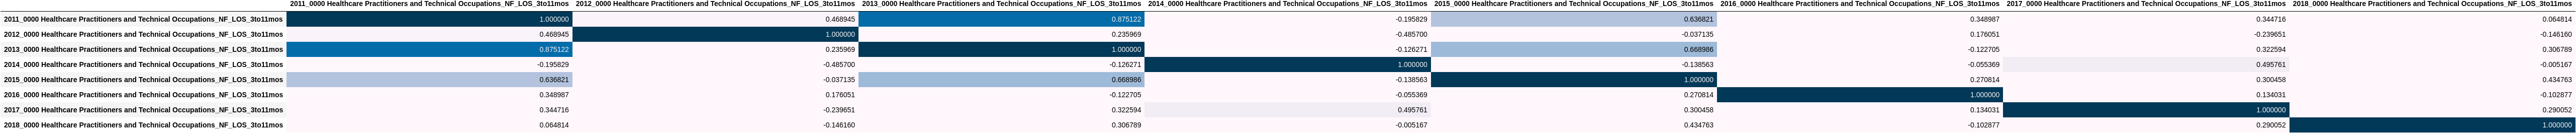 2011_0000 Healthcare Practitioners and Technical Occupations_NF_LOS_3to11mos 2012_0000 Healthcare Practitioners and Technical Occupations_NF_LOS_3to11mos 2013_0000 Healthcare Practitioners and Technical Occupations_NF_LOS_3to11mos 2014_0000 Healthcare Practitioners and Technical Occupations_NF_LOS_3to11mos 2015_0000 Healthcare Practitioners and Technical Occupations_NF_LOS_3to11mos 2016_0000 Healthcare Practitioners and Technical Occupations_NF_LOS_3to11mos 2017_0000 Healthcare Practitioners and Technical Occupations_NF_LOS_3to11mos 2018_0000 Healthcare Practitioners and Technical Occupations_NF_LOS_3to11mos
2011_0000 Healthcare Practitioners and Technical Occupations_NF_LOS_3to11mos 1.000000 0.468945 0.875122 -0.195829 0.636821 0.348987 0.344716 0.064814
2012_0000 Healthcare Practitioners and Technical Occupations_NF_LOS_3to11mos 0.468945 1.000000 0.235969 -0.485700 -0.037135 0.176051 -0.239651 -0.146160
2013_0000 Healthcare Practitioners and Technical Occupations_NF_LOS_3to11mos 0.875122 0.235969 1.000000 -0.126271 0.668986 -0.122705 0.322594 0.306789
2014_0000 Healthcare Practitioners and Technical Occupations_NF_LOS_3to11mos -0.195829 -0.485700 -0.126271 1.000000 -0.138563 -0.055369 0.495761 -0.005167
2015_0000 Healthcare Practitioners and Technical Occupations_NF_LOS_3to11mos 0.636821 -0.037135 0.668986 -0.138563 1.000000 0.270814 0.300458 0.434763
2016_0000 Healthcare Practitioners and Technical Occupations_NF_LOS_3to11mos 0.348987 0.176051 -0.122705 -0.055369 0.270814 1.000000 0.134031 -0.102877
2017_0000 Healthcare Practitioners and Technical Occupations_NF_LOS_3to11mos 0.344716 -0.239651 0.322594 0.495761 0.300458 0.134031 1.000000 0.290052
2018_0000 Healthcare Practitioners and Technical Occupations_NF_LOS_3to11mos 0.064814 -0.146160 0.306789 -0.005167 0.434763 -0.102877 0.290052 1.000000